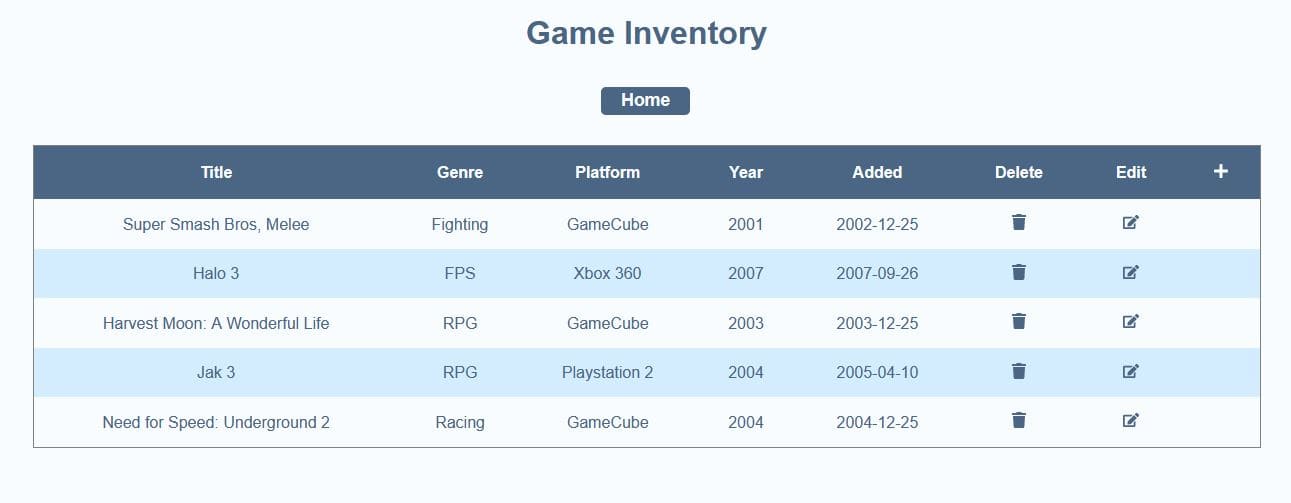 Game Inventory
Home
Title Genre Platform Year Added Delete Edit +
Super Smash Bros, Melee Fighting GameCube 2001 2002-12-25
Halo 3 FPS Xbox 360 2007 2007-09-26
Harvest Moon: A Wonderful Life RPG GameCube 2003 2003-12-25
Jak 3 RPG Playstation 2 2004 2005-04-10
Need for Speed: Underground 2 Racing GameCube 2004 2004-12-25